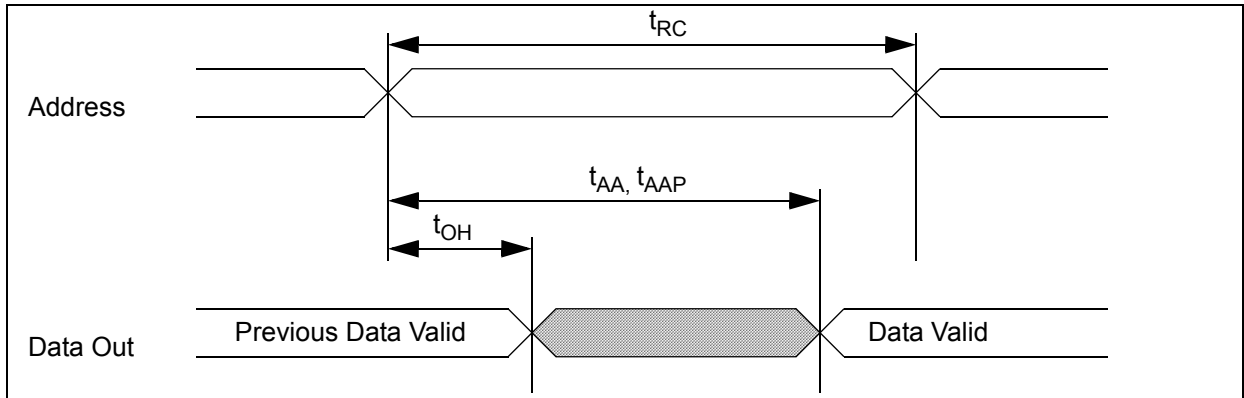 tRC
Address
tAA, tAAP
tOH
Previous Data Valid
Data Valid
Data Out